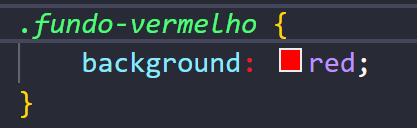 .fundo-vermelho {
    background: red;
}